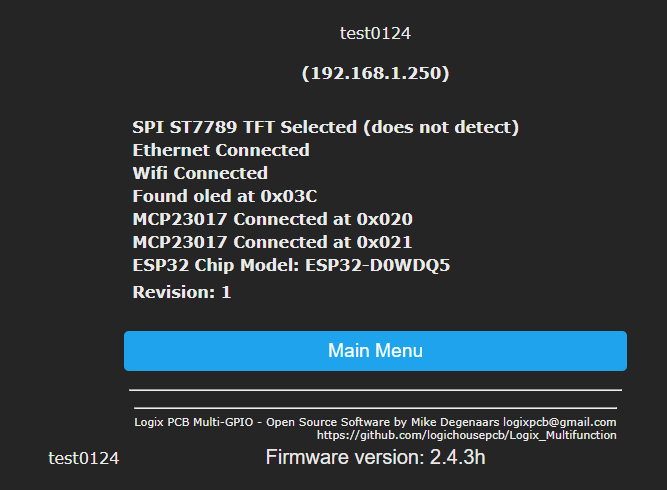 test0124
(192.168.1.250)
SPI ST7789 TFT Selected (does not detect)
Ethernet Connected
Wifi Connected
Found oled at 0x03C
MCP23017 Connected at 0x020
MCP23017 Connected at 0x021
ESP32 Chip Model: ESP32-D0WDQ5
Revision: 1
Main Menu
Logix PCB Multi-GPIO - Open Source Software by Mike Degenaars logixpcb@gmail.com
https://github.com/logichousepcb/Logix_Multifunction
test0124 Firmware version: 2.4.3h